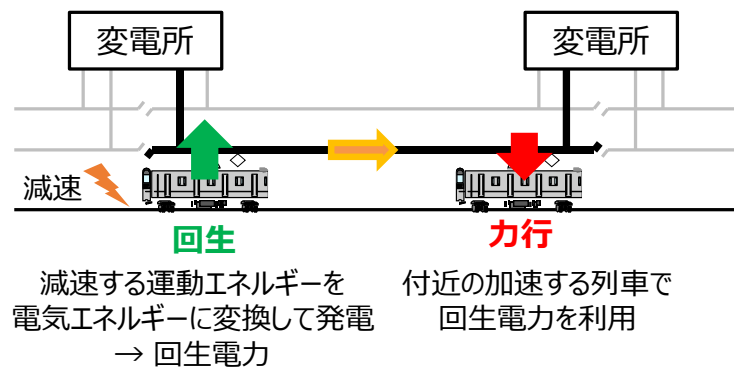 変電所
変電所
減速
回生
力行
減速する運動エネルギーを
電気エネルギーに変換して発電
→ 回生電力
付近の加速する列車で
回生電力を利用